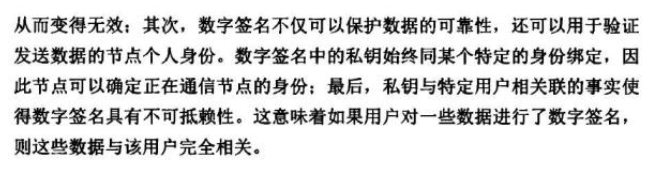 从而变得无效；其次，数字签名不仅可以保护数据的可靠性，还可以用于验证
发送数据的节点个人身份。数字签名中的私钥始终同某个特定的身份绑定，因
此节点可以确定正在通信节点的身份；最后，私钥与特定用户相关联的事实使
得数字签名具有不可抵赖性。这意味着如果用户对一些数据进行了数字签名，
则这些数据与该用户完全相关。